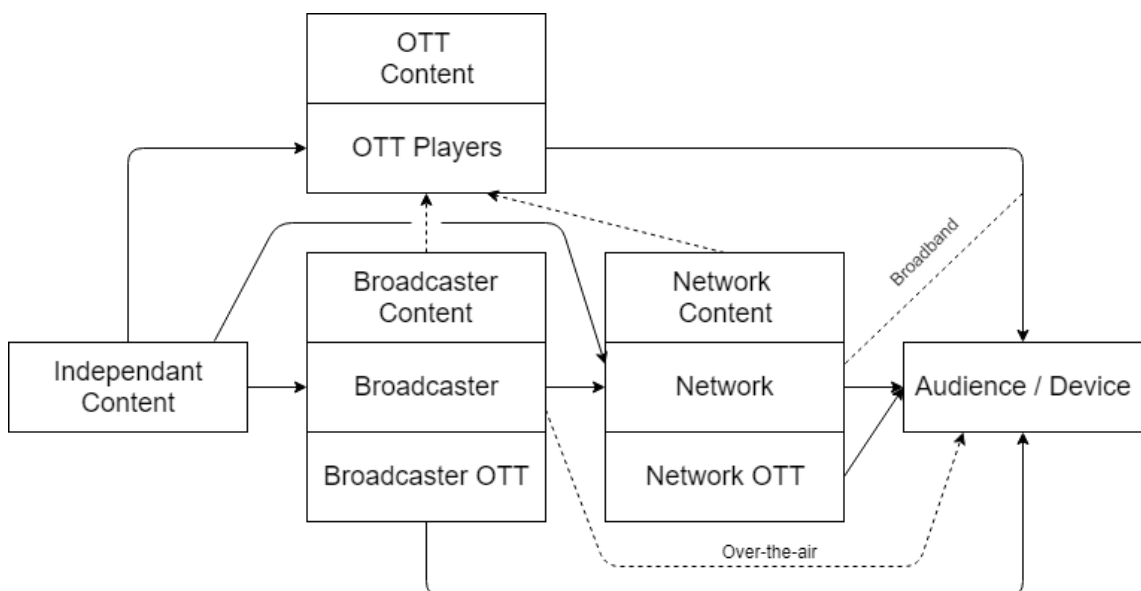 OTT
Content
OTT Players
Broadband
Broadcaster
Content
Network
Content
Independant
Content
Broadcaster
Network
Audience / Device
Broadcaster OTT
Network OTT
Over-the-air